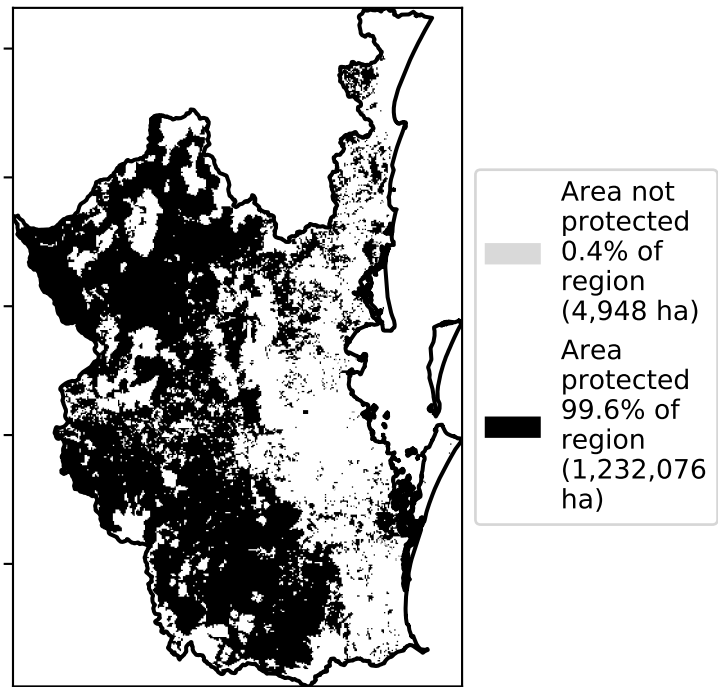 Area not
protected
0.4% of
region
(4,948 ha)
Area
protected
99.6% of
region
(1,232,076
ha)